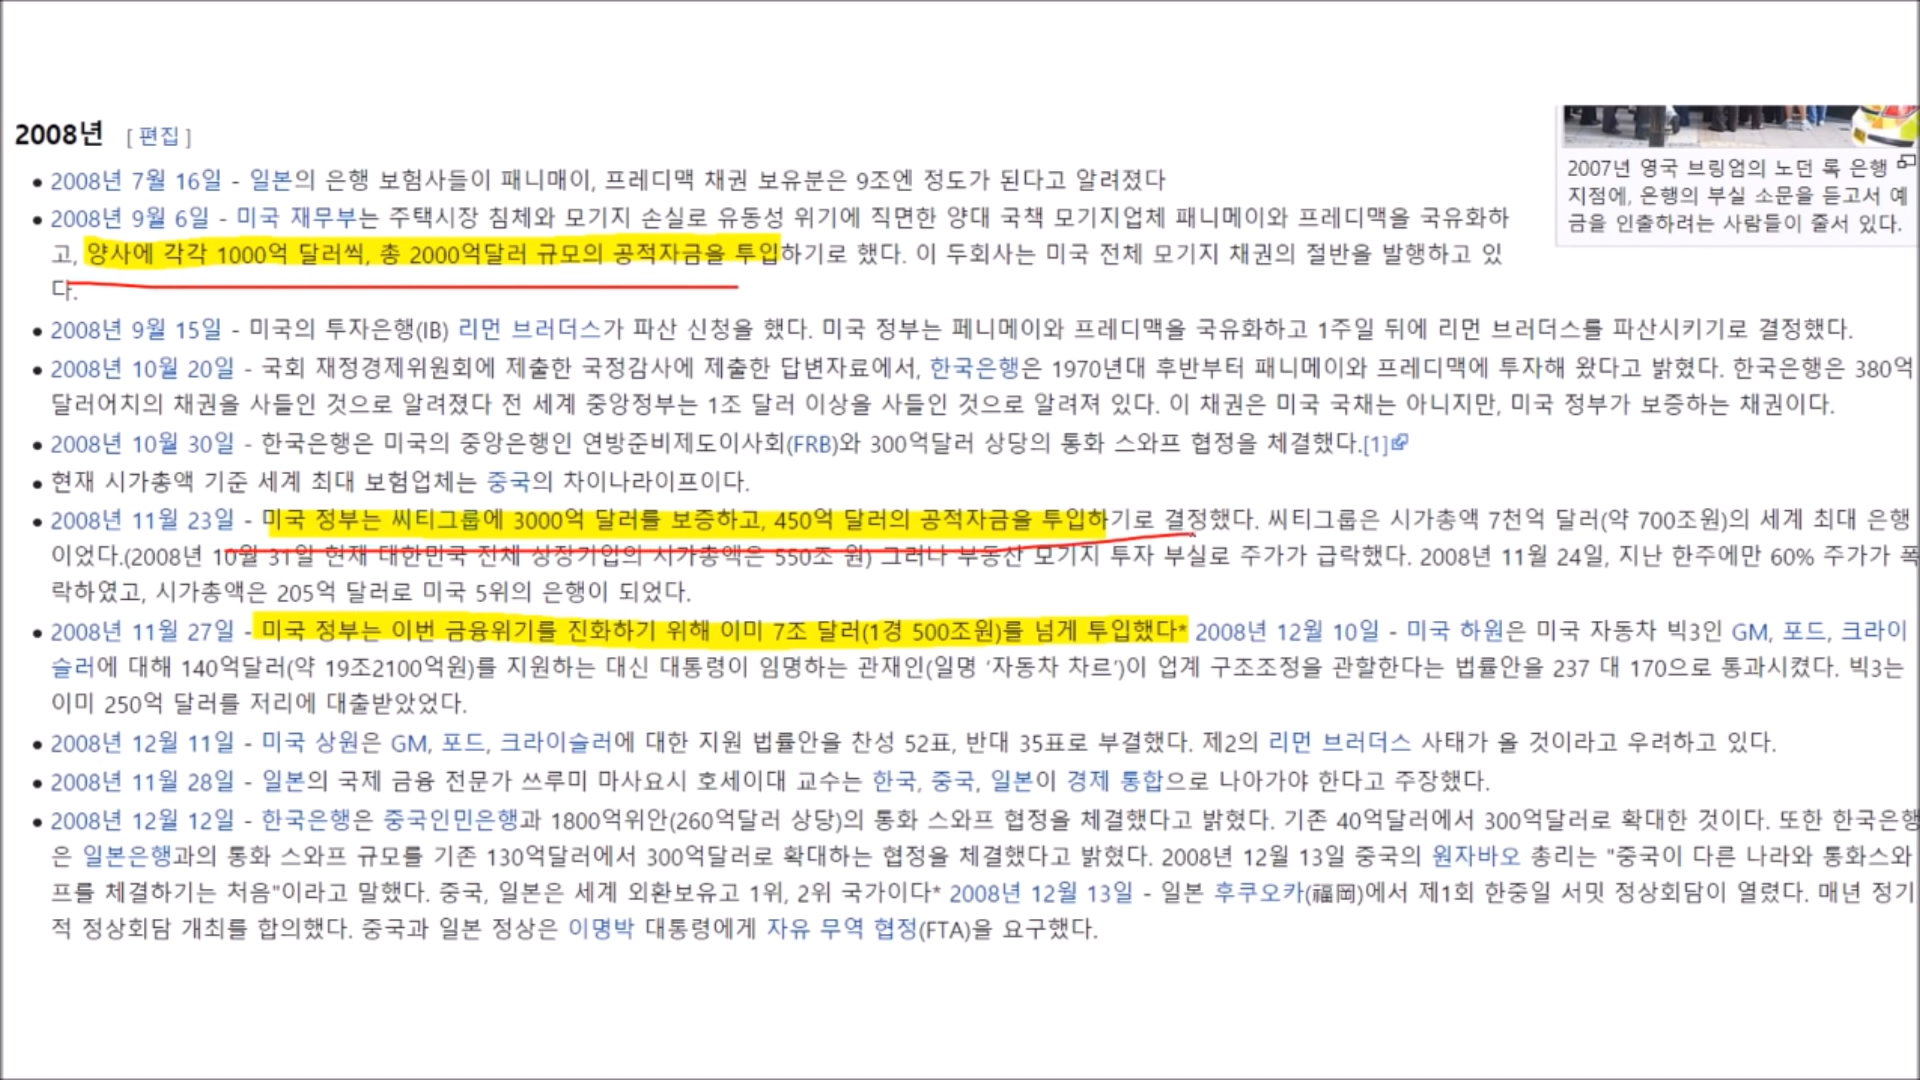 2008년 [ 편집 ]
2008년 7월 16일 - 일본의 은행 보험사들이 패니매이, 프레디맥 채권 보유분은 9조엔 정도가 된다고 알려졌다
2008년 9월 6일 - 미국 재무부는 주택시장 침체와 모기지 손실로 유동성 위기에 직면한 양대 국책 모기지업체 패니메이와 프레디맥을 국유화하
고, 양사에 각각 1000억 달러씩, 총 2000억달러 규모의 공적자금을 투입하기로 했다. 이 두회사는 미국 전체 모기지 채권의 절반을 발행하고 있
다.
2008년 9월 15일 - 미국의 투자은행(IB) 리먼 브러더스가 파산 신청을 했다. 미국 정부는 페니메이와 프레디맥을 국유화하고 1주일 뒤에 리먼 브러더스를 파산시키기로 결정했다.
2008년 10월 20일 - 국회 재정경제위원회에 제출한 국정감사에 제출한 답변자료에서, 한국은행은 1970년대 후반부터 패니메이와 프레디맥에 투자해 왔다고 밝혔다. 한국은행은 380억
달러어치의 채권을 사들인 것으로 알려졌다 전 세계 중앙정부는 1조 달러 이상을 사들인 것으로 알려져 있다. 이 채권은 미국 국채는 아니지만, 미국 정부가 보증하는 채권이다.
2008년 10월 30일 - 한국은행은 미국의 중앙은행인 연방준비제도이사회(FRB)와 300억달러 상당의 통화 스와프 협정을 체결했다.[1]
현재 시가총액 기준 세계 최대 보험업체는 중국의 차이나라이프이다.
2008년 11월 23일 - 미국 정부는 씨티그룹에 3000억 달러를 보증하고, 450억 달러의 공적자금을 투입하기로 결정했다. 씨티그룹은 시가총액 7천억 달러(약 700조원)의 세계 최대 은행
이었다.(2008년 10월 31일 현재 대한민국 전체 상장기업의 시가총액은 550조 원) 그러나 부동산 모기지 투자 부실로 주가가 급락했다. 2008년 11월 24일, 지난 한주에만 60% 주가가 폭
락하였고, 시가총액은 205억 달러로 미국 5위의 은행이 되었다.
2008년 11월 27일 - 미국 정부는 이번 금융위기를 진화하기 위해 이미 7조 달러(1경 500조원)를 넘게 투입했다* 2008년 12월 10일 - 미국 하원은 미국 자동차 빅3인 GM, 포드, 크라이
슬러에 대해 140억달러(약 19조2100억원)를 지원하는 대신 대통령이 임명하는 관재인(일명 ‘자동차 차르’)이 업계 구조조정을 관할한다는 법률안을 237 대 170으로 통과시켰다. 빅3는
이미 250억 달러를 저리에 대출받았었다.
2008년 12월 11일 - 미국 상원은 GM, 포드, 크라이슬러에 대한 지원 법률안을 찬성 52표, 반대 35표로 부결했다. 제2의 리먼 브러더스 사태가 올 것이라고 우려하고 있다.
2008년 11월 28일 - 일본의 국제 금융 전문가 쓰루미 마사요시 호세이대 교수는 한국, 중국, 일본이 경제 통합으로 나아가야 한다고 주장했다.
2008년 12월 12일 - 한국은행은 중국인민은행과 1800억위안(260억달러 상당)의 통화 스와프 협정을 체결했다고 밝혔다. 기존 40억달러에서 300억달러로 확대한 것이다. 또한 한국은행
은 일본은행과의 통화 스와프 규모를 기존 130억달러에서 300억달러로 확대하는 협정을 체결했다고 밝혔다. 2008년 12월 13일 중국의 원자바오 총리는 "중국이 다른 나라와 통화스와
프를 체결하기는 처음"이라고 말했다. 중국, 일본은 세계 외환보유고 1위, 2위 국가이다* 2008년 12월 13일 - 일본 후쿠오카(福岡)에서 제1회 한중일 서밋 정상회담이 열렸다. 매년 정기
적 정상회담 개최를 합의했다. 중국과 일본 정상은 이명박 대통령에게 자유 무역 협정(FTA)을 요구했다.
2007년 영국 브링엄의 노던 록 은행
지점에, 은행의 부실 소문을 듣고서 예
금을 인출하려는 사람들이 줄서 있다.